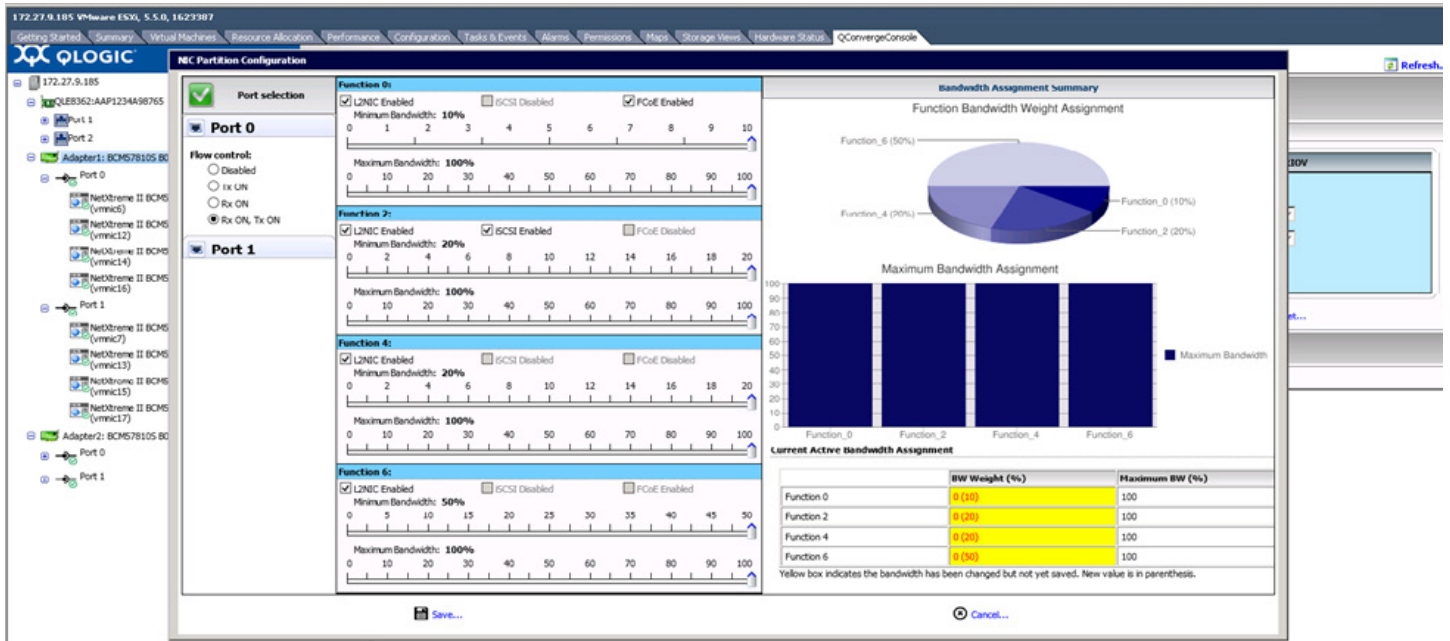 172.27.9.185 VMware ESXi, 5.5.0, 1623387
Getting Started Summary Virtual Machines Resource Allocation Performance Configuration Tasks & Events Alarms Permissions Maps Storage Views Hardware Status QConvergeConsole
QLOGIC
Refresh...
172.27.9.185
QLE8362:AAP1234A98765
Port 1
Port 2
Adapter1: BCM57810S B0
Port 0
NetXtreme II BCM5
(vmnic6)
NetXtreme II BCM5
(vmnic12)
NetXtreme II BCM5
(vmnic14)
NetXtreme II BCM5
(vmnic16)
Port 1
NetXtreme II BCM5
(vmnic7)
NetXtreme II BCM5
(vmnic13)
NetXtreme II BCM5
(vmnic15)
NetXtreme II BCM5
(vmnic17)
Adapter2: BCM57810S B0
Port 0
Port 1
NIC Partition Configuration
Port selection
Port 0
Flow control:
Disabled
Tx ON
Rx ON
Rx ON, Tx ON
Port 1
Function 0:
L2NIC Enabled iSCSI Disabled FCoE Enabled
Minimum Bandwidth: 10%
0 1 2 3 4 5 6 7 8 9 10
Maximum Bandwidth: 100%
0 10 20 30 40 50 60 70 80 90 100
Function 2:
L2NIC Enabled iSCSI Enabled FCoE Disabled
Minimum Bandwidth: 20%
0 2 4 6 8 10 12 14 16 18 20
Maximum Bandwidth: 100%
0 10 20 30 40 50 60 70 80 90 100
Function 4:
L2NIC Enabled iSCSI Disabled FCoE Disabled
Minimum Bandwidth: 20%
0 2 4 6 8 10 12 14 16 18 20
Maximum Bandwidth: 100%
0 10 20 30 40 50 60 70 80 90 100
Function 6:
L2NIC Enabled iSCSI Disabled FCoE Enabled
Minimum Bandwidth: 50%
0 5 10 15 20 25 30 35 40 45 50
Maximum Bandwidth: 100%
0 10 20 30 40 50 60 70 80 90 100
Bandwidth Assignment Summary
Function Bandwidth Weight Assignment
Function_6 (50%)
Function_0 (10%)
Function_4 (20%)
Function_2 (20%)
Maximum Bandwidth Assignment
100
90
80
70
60
50
40
30
20
10
0
Function_0 Function_2 Function_4 Function_6
Maximum Bandwidth
Current Active Bandwidth Assignment
BW Weight (%) Maximum BW (%)
Function 0 0 (10) 100
Function 2 0 (20) 100
Function 4 0 (20) 100
Function 6 0 (50) 100
Yellow box indicates the bandwidth has been changed but not yet saved. New value is in parenthesis.
Save...
Cancel...